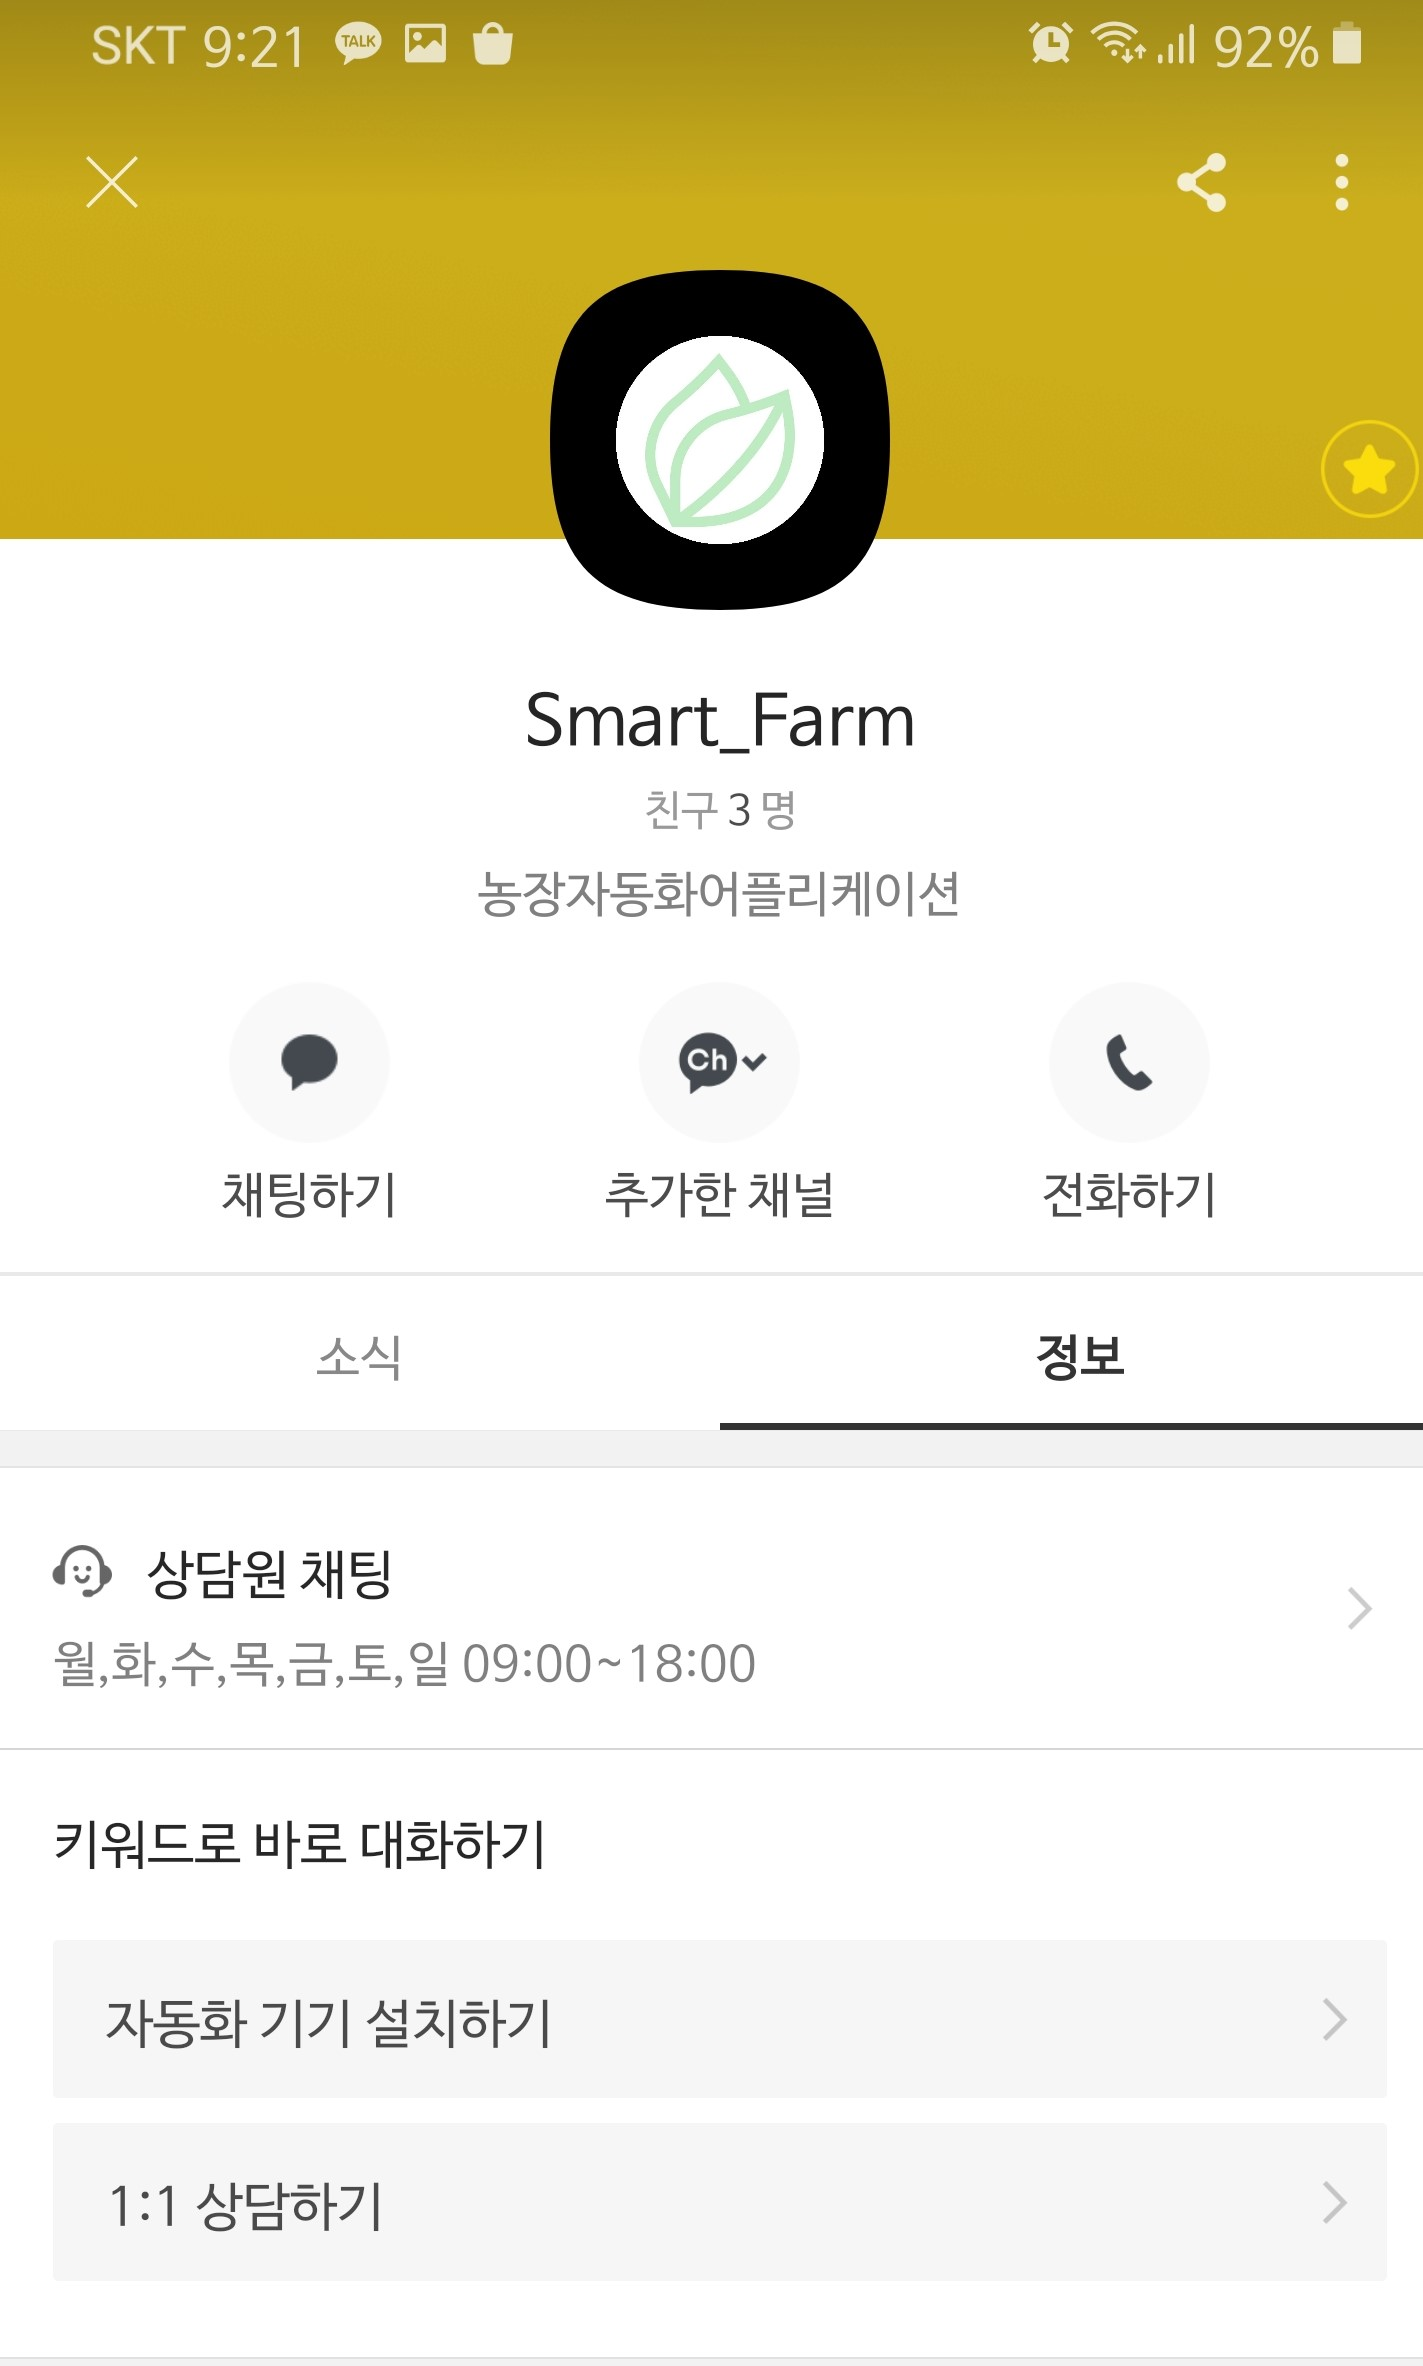 SKT 9:21 TALK 92%
Smart_Farm
친구 3 명
농장자동화어플리케이션
Ch
채팅하기 추가한 채널 전화하기
소식 정보
상담원 채팅
월,화,수,목,금,토,일 09:00~18:00
키워드로 바로 대화하기
자동화 기기 설치하기
1:1 상담하기